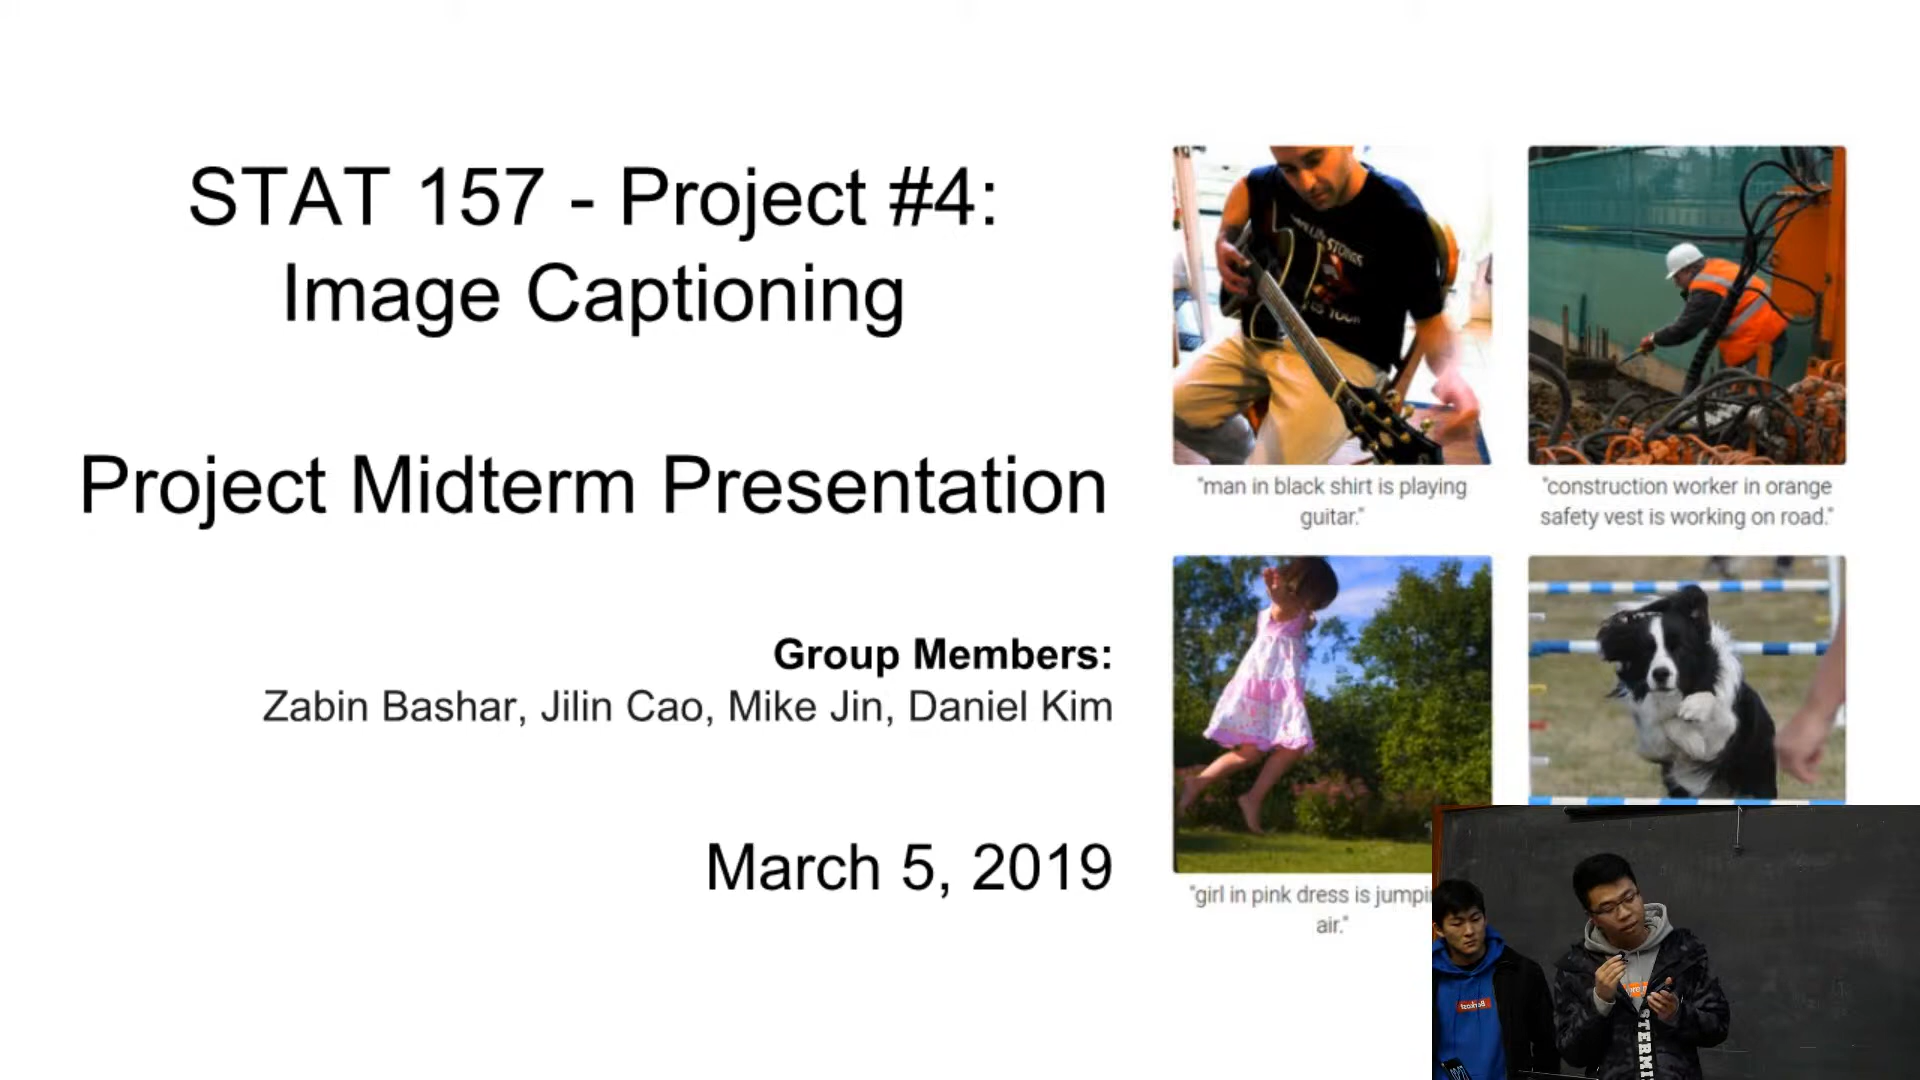 STAT 157 - Project #4:
Image Captioning
Project Midterm Presentation
Group Members:
Zabin Bashar, Jilin Cao, Mike Jin, Daniel Kim
March 5, 2019
"man in black shirt is playing
guitar."
"construction worker in orange
safety vest is working on road."
"girl in pink dress is
air."